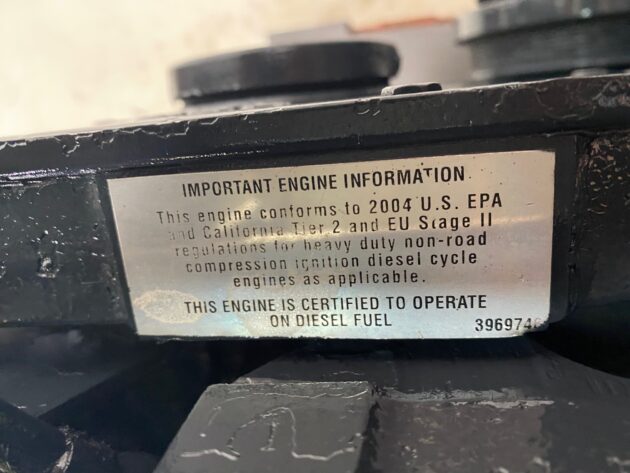 IMPORTANT ENGINE INFORMATION
This engine conforms to 2004 U.S. EPA
and California Tier 2 and EU Stage II
regulations for heavy duty non-road
compression ignition diesel cycle
engines as applicable.
THIS ENGINE IS CERTIFIED TO OPERATE
ON DIESEL FUEL